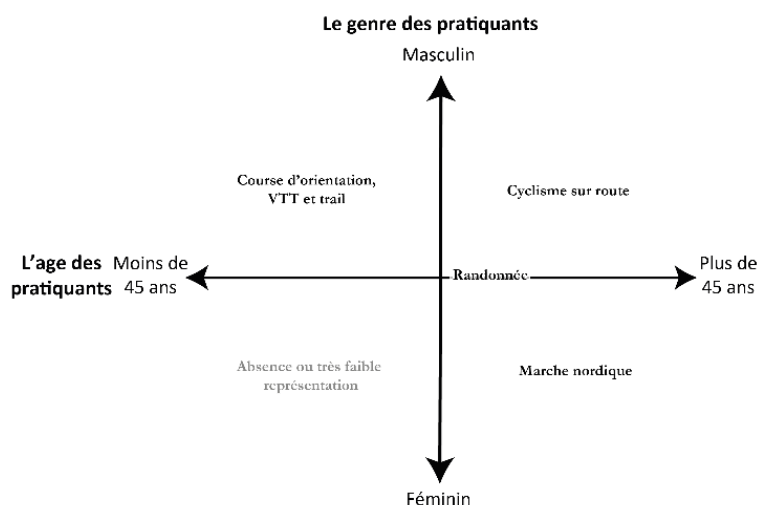 Le genre des pratiquants
Masculin
Course d'orientation,
VTT et trail
Cyclisme sur route
L'age des
pratiquants
Moins de
45 ans
Randonnée
Plus de
45 ans
Absence ou très faible
représentation
Marche nordique
Féminin